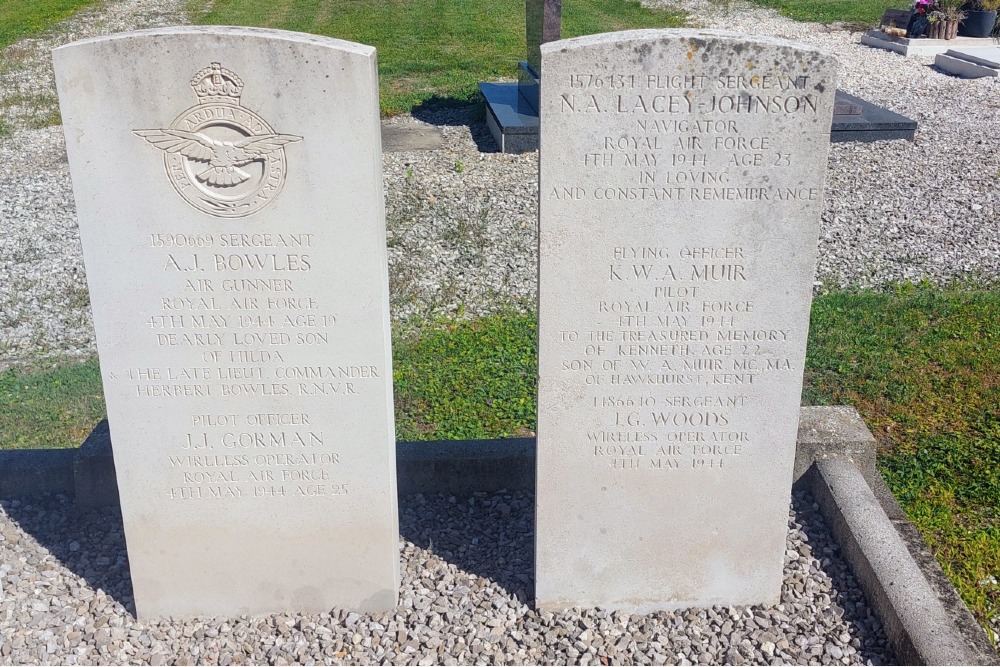 PER ARDUA AD ASTRA
1590669 SERGEANT
A. J. BOWLES
AIR GUNNER
ROYAL AIR FORCE
4TH MAY 1944 AGE 19
DEARLY LOVED SON
OF HILDA
& THE LATE LIEUT. COMMANDER
HERBERT BOWLES. R.N.V.R.
PILOT OFFICER
J. J. GORMAN
WIRELESS OPERATOR
ROYAL AIR FORCE
4TH MAY 1944 AGE 25
1576434 FLIGHT SERGEANT
N. A. LACEY-JOHNSON
NAVIGATOR
ROYAL AIR FORCE
4TH MAY 1944 AGE 23
IN LOVING
AND CONSTANT REMEMBRANCE
FLYING OFFICER
K. W. A. MUIR
PILOT
ROYAL AIR FORCE
4TH MAY 1944
TO THE TREASURED MEMORY
OF KENNETH. AGE 22
SON OF W. A. MUIR MC., MA.
OF HAWKHURST, KENT
1486640 SERGEANT
I. G. WOODS
WIRELESS OPERATOR
ROYAL AIR FORCE
4TH MAY 1944